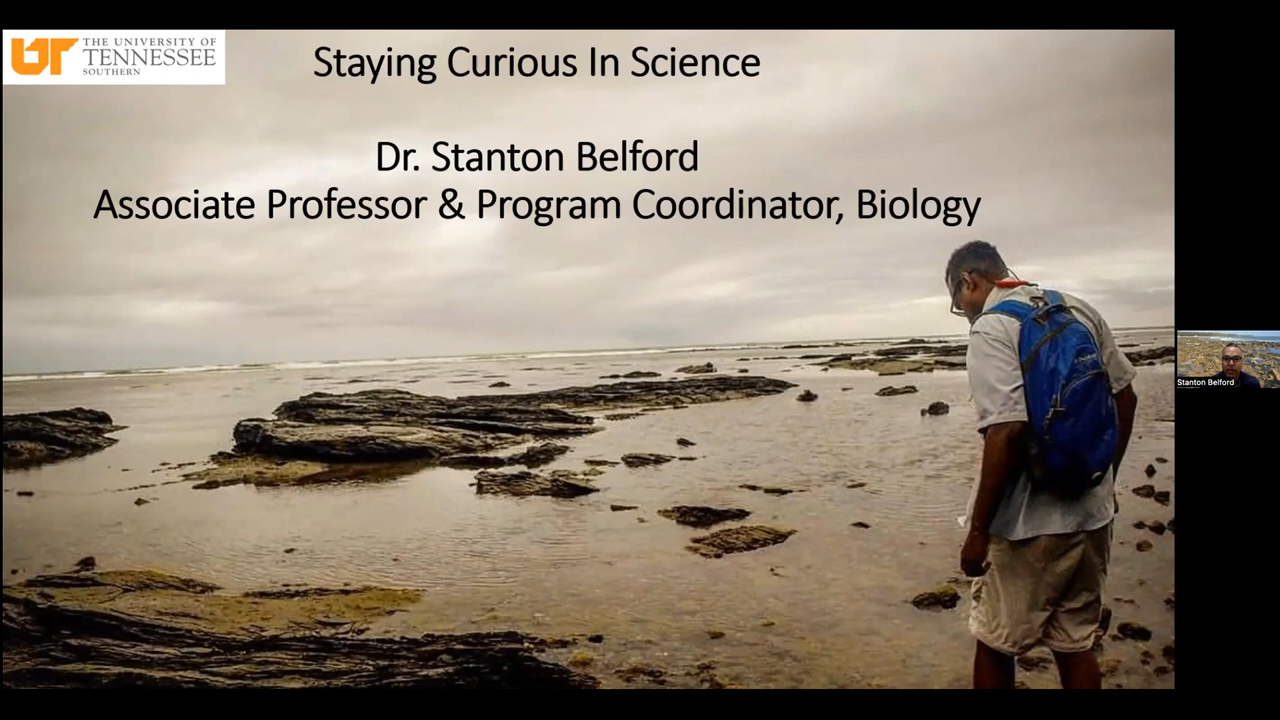 THE UNIVERSITY OF
TENNESSEE
SOUTHERN
Staying Curious In Science
Dr. Stanton Belford
Associate Professor & Program Coordinator, Biology
Stanton Belford